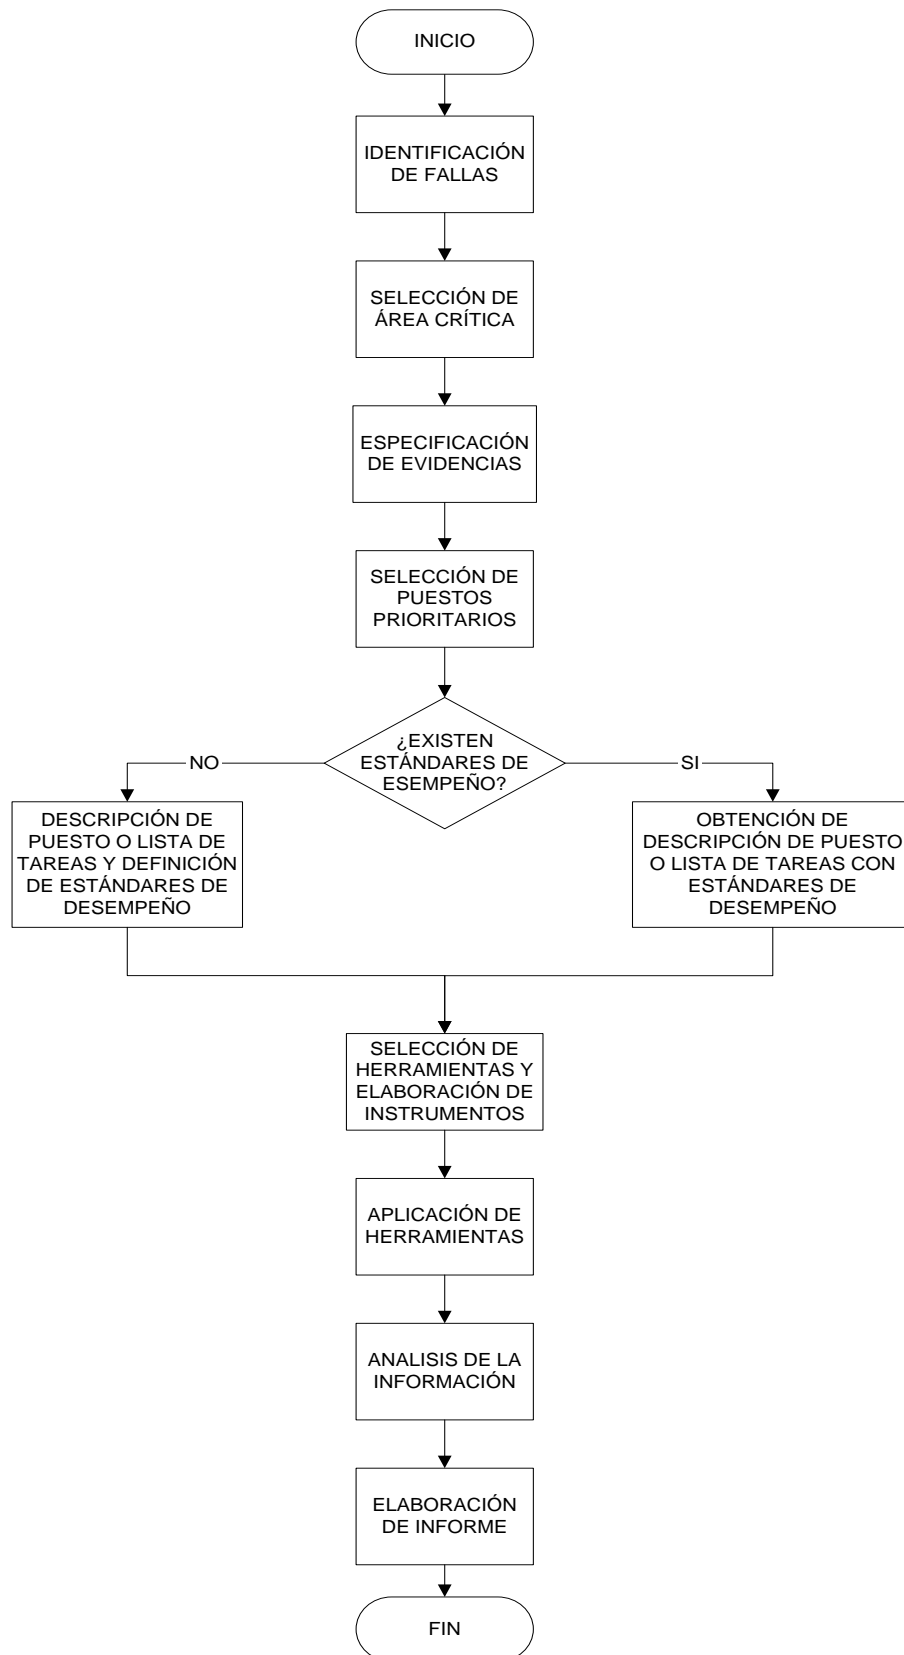 INICIO
IDENTIFICACIÓN
DE FALLAS
SELECCIÓN DE
ÁREA CRÍTICA
ESPECIFICACIÓN
DE EVIDENCIAS
SELECCIÓN DE
PUESTOS
PRIORITARIOS
¿EXISTEN
ESTÁNDARES DE
ESEMPEÑO?
NO
SI
DESCRIPCIÓN DE
PUESTO O LISTA DE
TAREAS Y DEFINICIÓN
DE ESTÁNDARES DE
DESEMPEÑO
OBTENCIÓN DE
DESCRIPCIÓN DE PUESTO
O LISTA DE TAREAS CON
ESTÁNDARES DE
DESEMPEÑO
SELECCIÓN DE
HERRAMIENTAS Y
ELABORACIÓN DE
INSTRUMENTOS
APLICACIÓN DE
HERRAMIENTAS
ANALISIS DE LA
INFORMACIÓN
ELABORACIÓN
DE INFORME
FIN